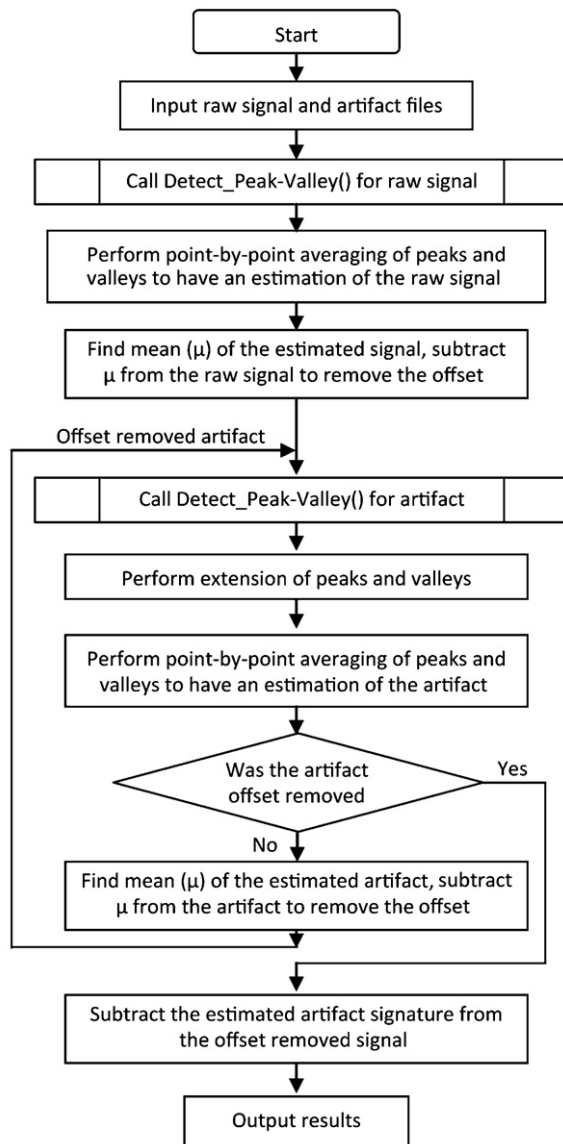 Start
Input raw signal and artifact files
Call Detect_Peak-Valley() for raw signal
Perform point-by-point averaging of peaks and
valleys to have an estimation of the raw signal
Find mean (μ) of the estimated signal, subtract
μ from the raw signal to remove the offset
Offset removed artifact
Call Detect_Peak-Valley() for artifact
Perform extension of peaks and valleys
Perform point-by-point averaging of peaks and
valleys to have an estimation of the artifact
Was the artifact
offset removed
Yes
No
Find mean (μ) of the estimated artifact, subtract
μ from the artifact to remove the offset
Subtract the estimated artifact signature from
the offset removed signal
Output results